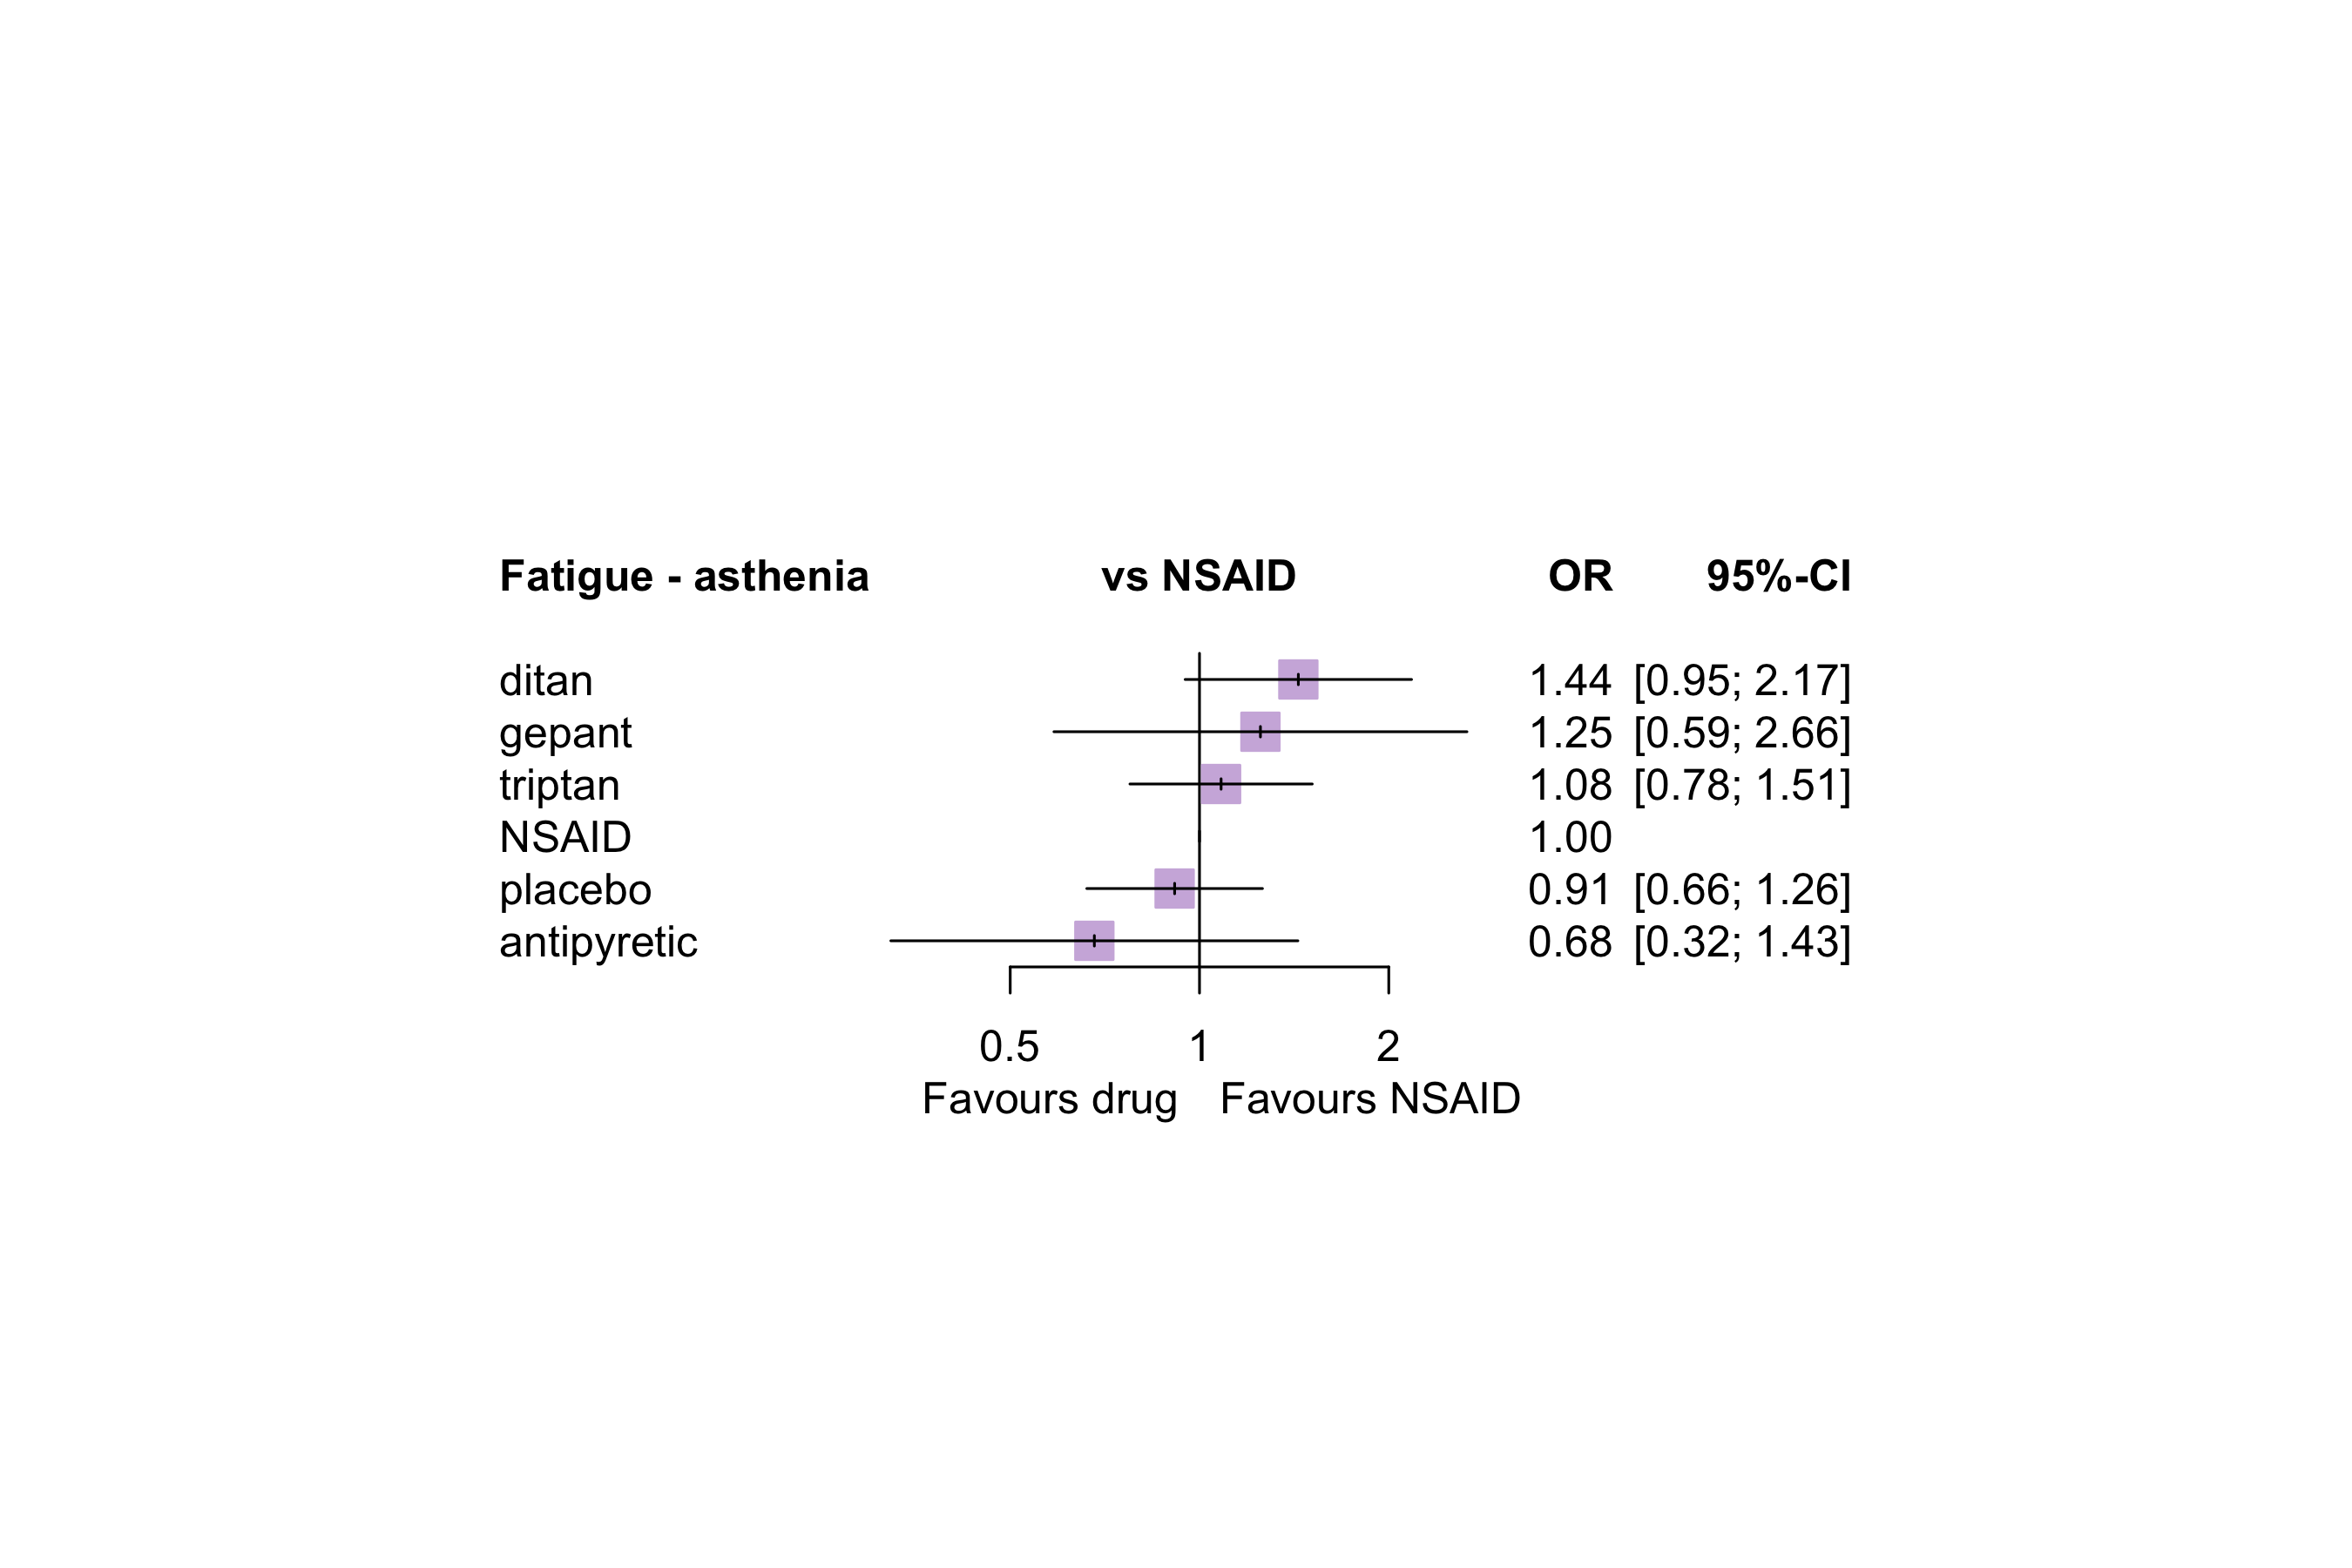 Fatigue - asthenia vs NSAID OR 95%-CI
ditan 1.44 [0.95; 2.17]
gepant 1.25 [0.59; 2.66]
triptan 1.08 [0.78; 1.51]
NSAID 1.00
placebo 0.91 [0.66; 1.26]
antipyretic 0.68 [0.32; 1.43]
0.5 1 2
Favours drug Favours NSAID